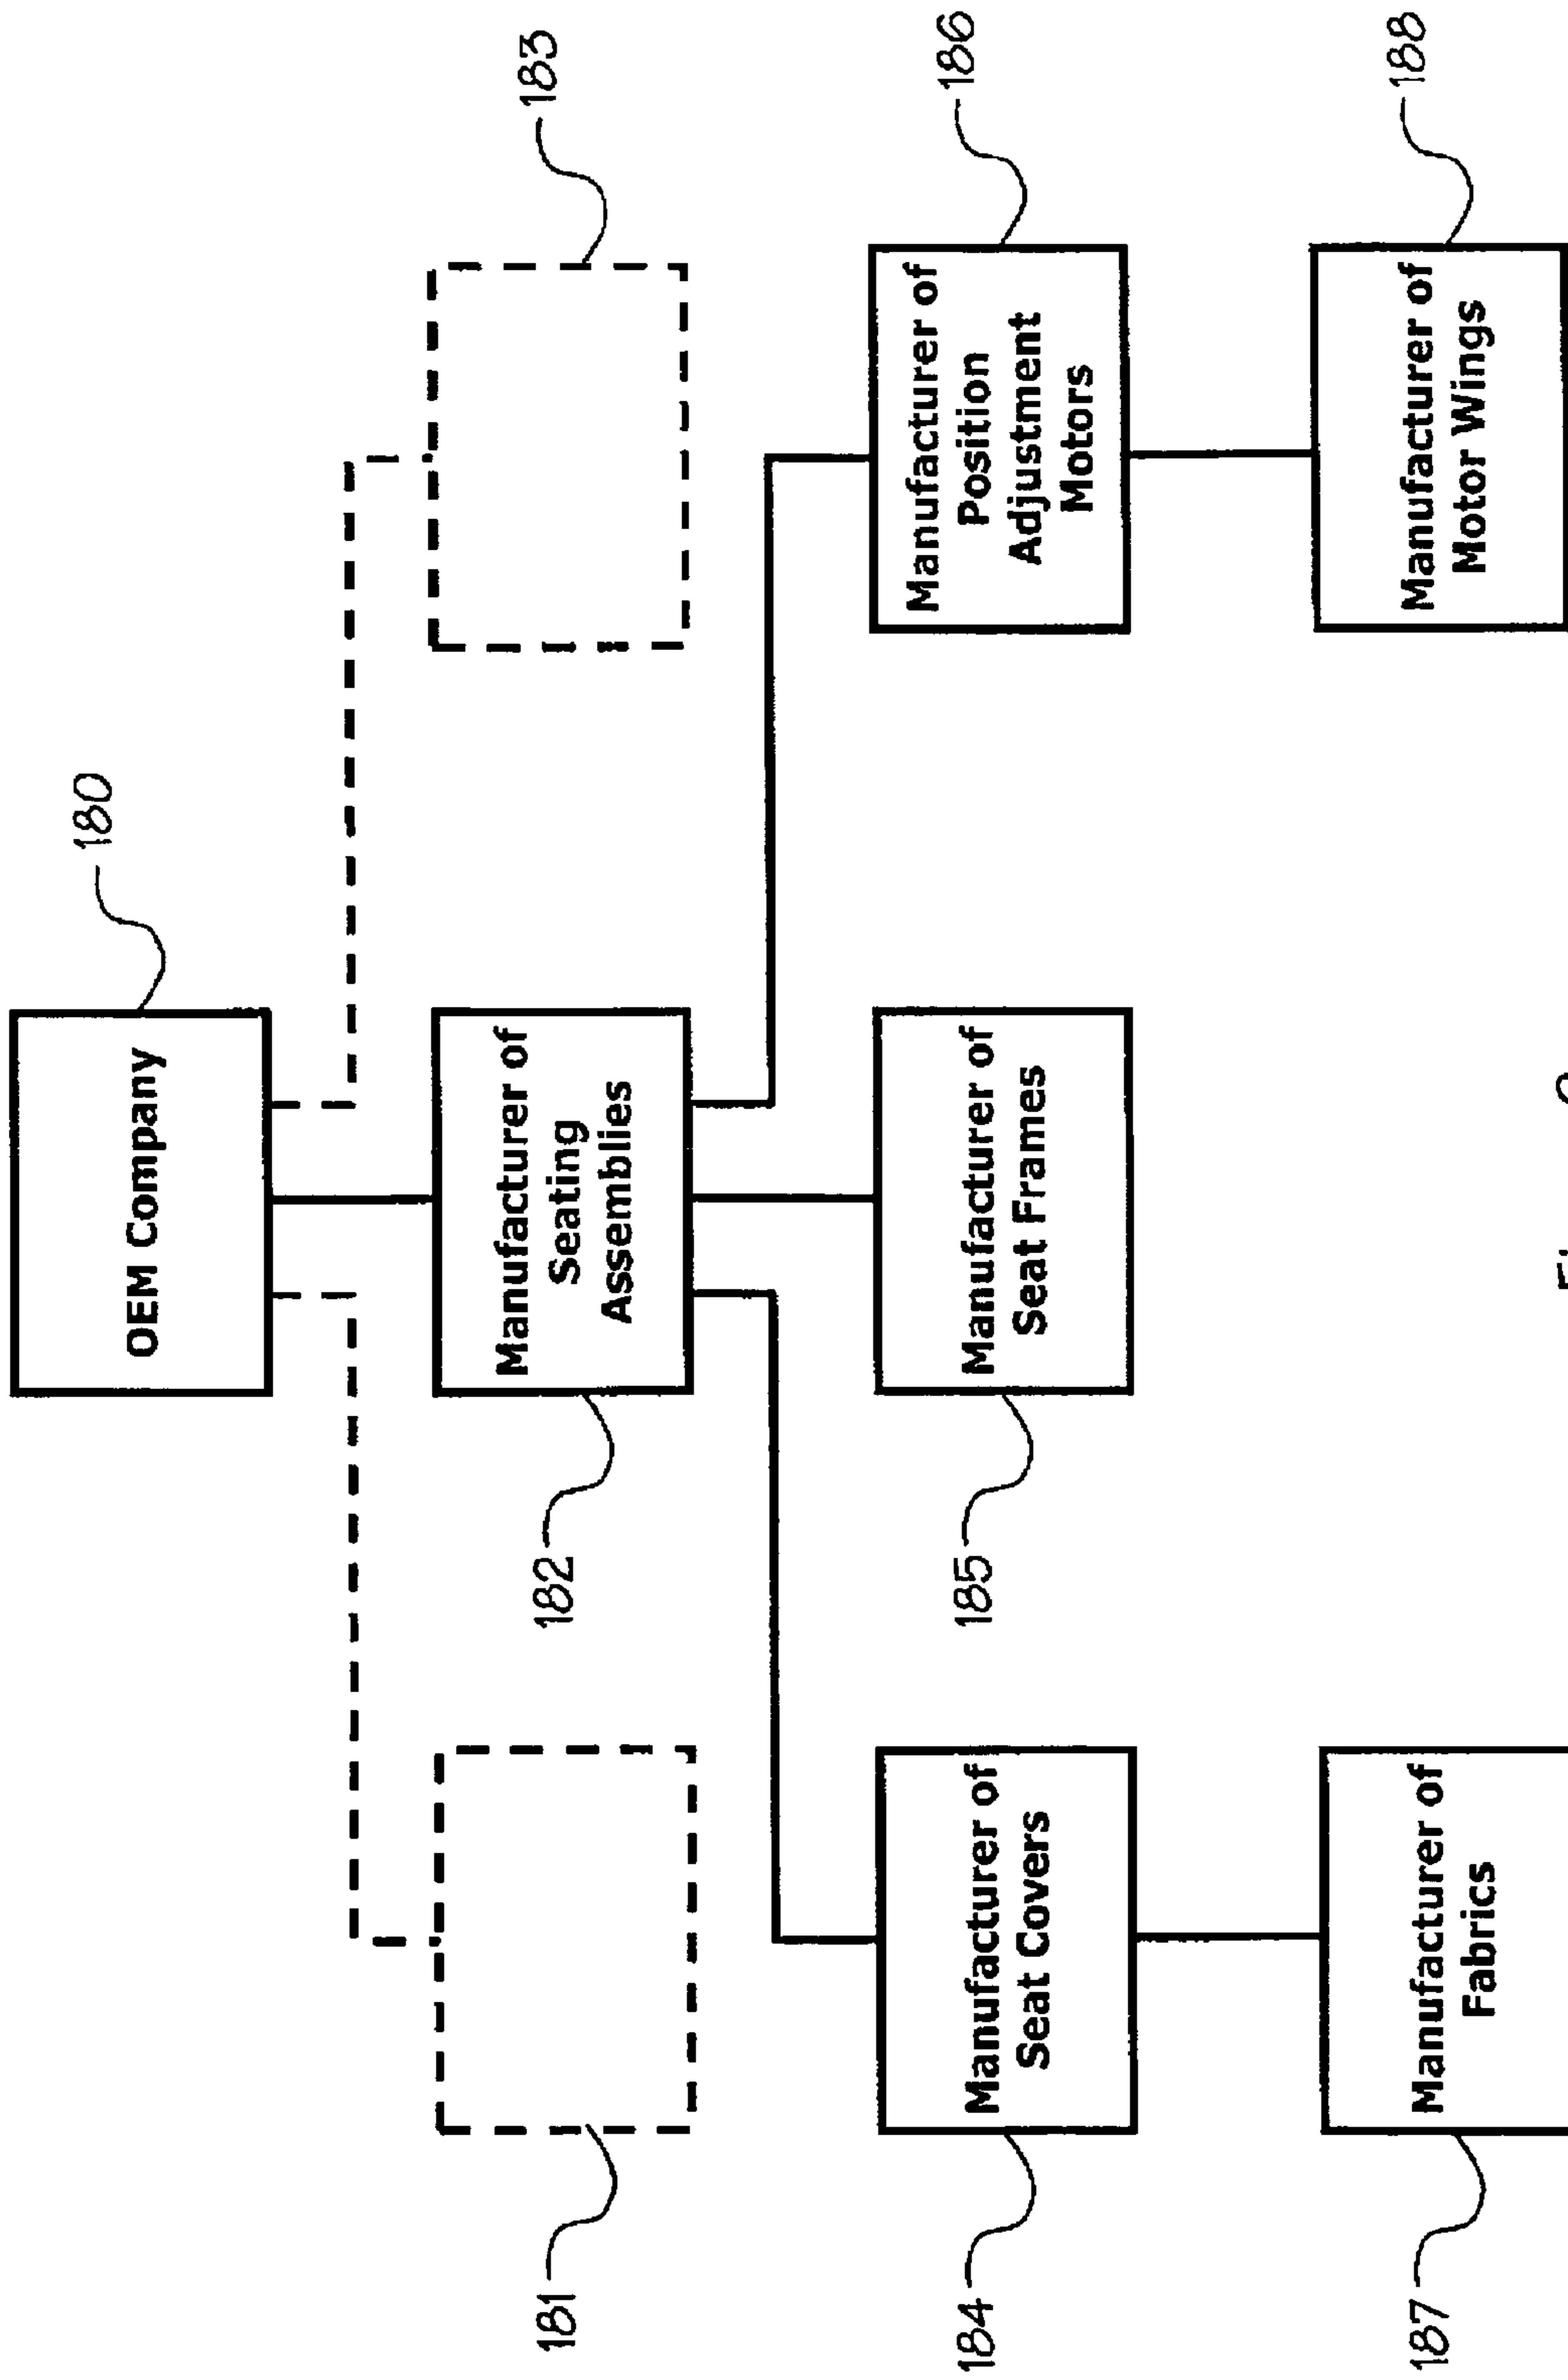 180
OEM Company
183
182
Manufacturer of
Seating
Assemblies
181
186
Manufacturer of
Position
Adjustment
Motors
185
Manufacturer of
Seat Frames
184
Manufacturer of
Seat Covers
188
Manufacturer of
Motor Wings
187
Manufacturer of
Fabrics